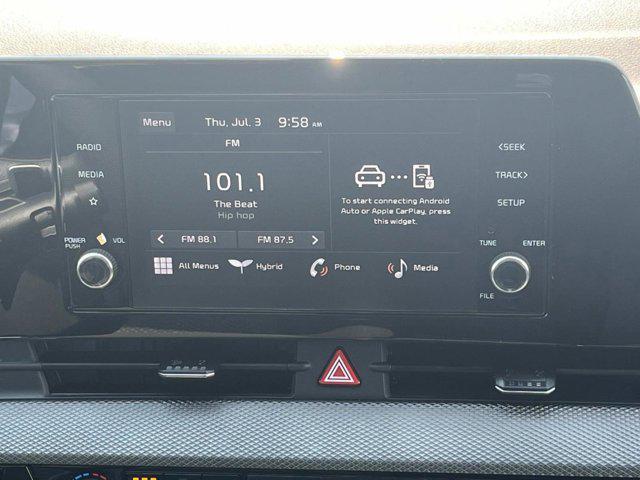 Menu Thu, Jul. 3 9:58 AM
FM
101.1
The Beat
Hip hop
FM 88.1 FM 87.5
To start connecting Android
Auto or Apple CarPlay, press
this widget.
All Menus Hybrid Phone Media
RADIO
MEDIA
POWER
PUSH
VOL
<SEEK
TRACK>
SETUP
TUNE ENTER
FILE